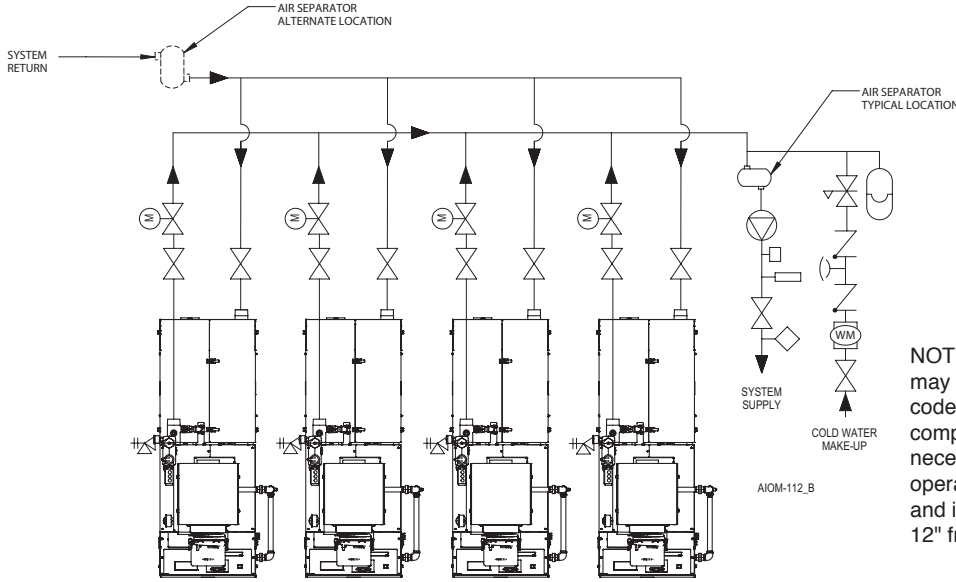 AIR SEPARATOR
ALTERNATE LOCATION
SYSTEM
RETURN
AIR SEPARATOR
TYPICAL LOCATION
M
M
M
M
WM
SYSTEM
SUPPLY
COLD WATER
MAKE-UP
AIOM-112_B
NOT
may
code
comp
nece
opera
and i
12" fr